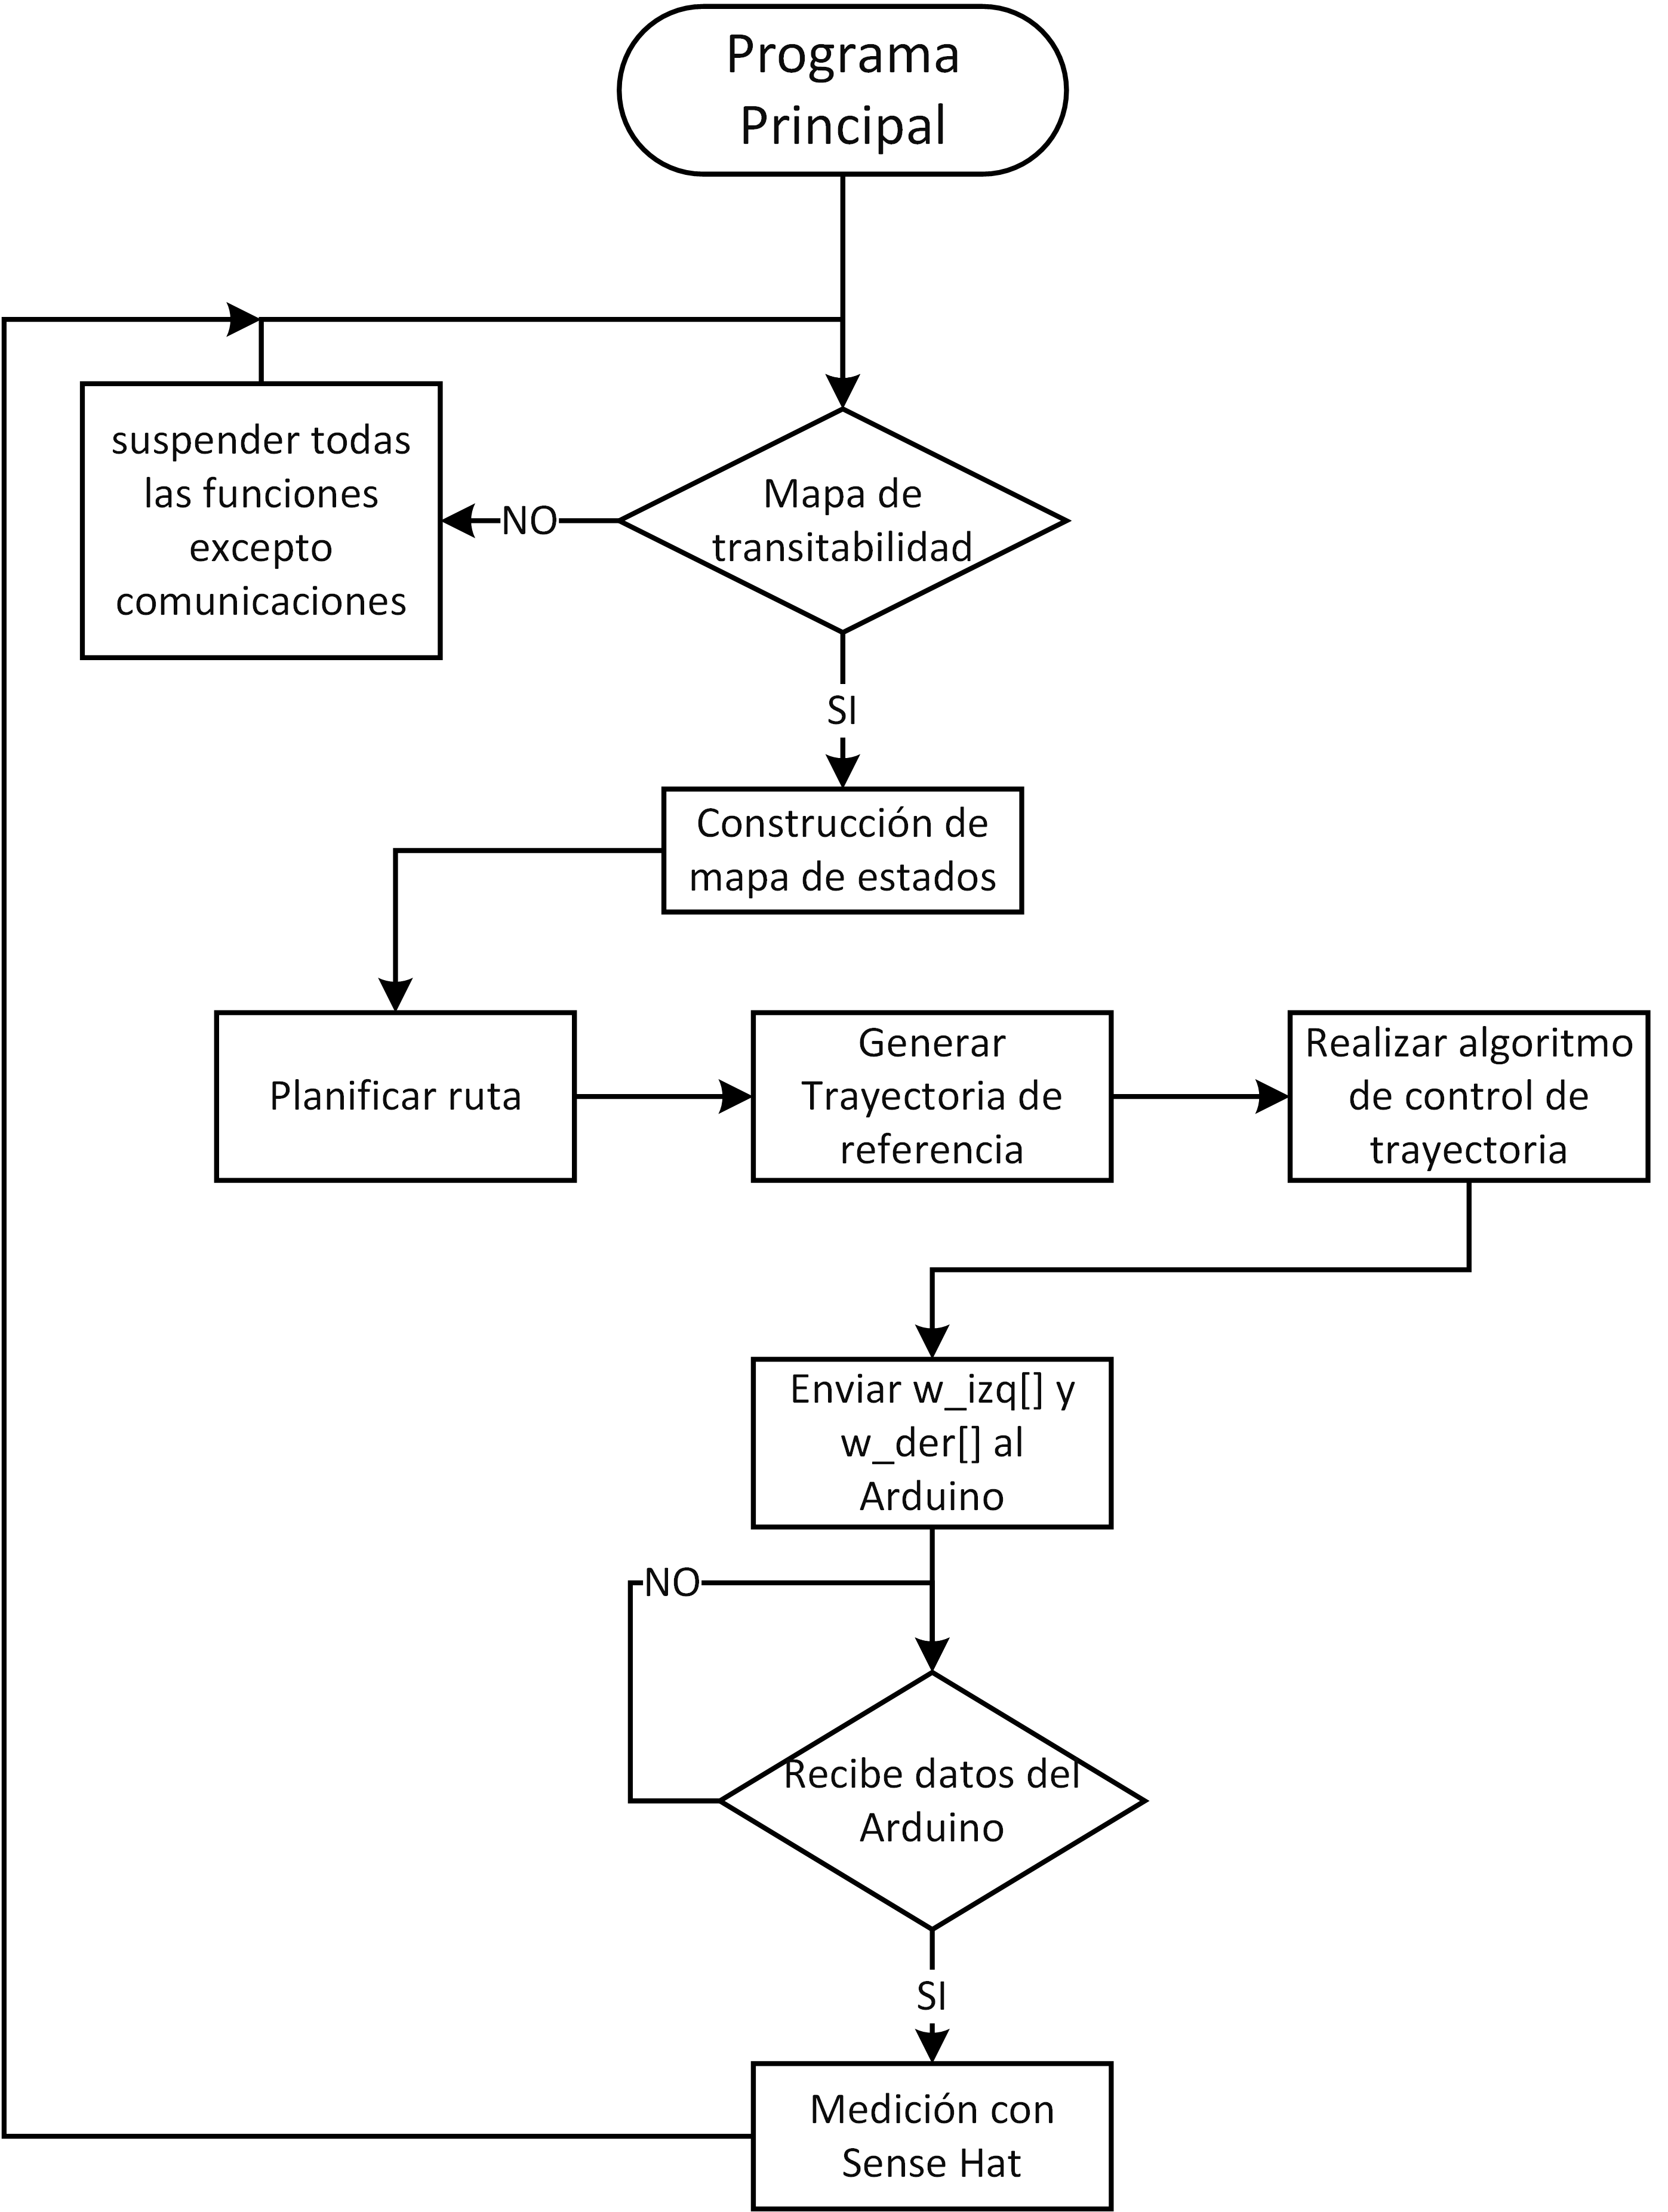 Programa
Principal
Mapa de
transitabilidad
NO
suspender todas
las funciones
excepto
comunicaciones
SI
Construcción de
mapa de estados
Planificar ruta
Generar
Trayectoria de
referencia
Realizar algoritmo
de control de
trayectoria
Enviar w_izq[] y
w_der[] al
Arduino
NO
Recibe datos del
Arduino
SI
Medición con
Sense Hat